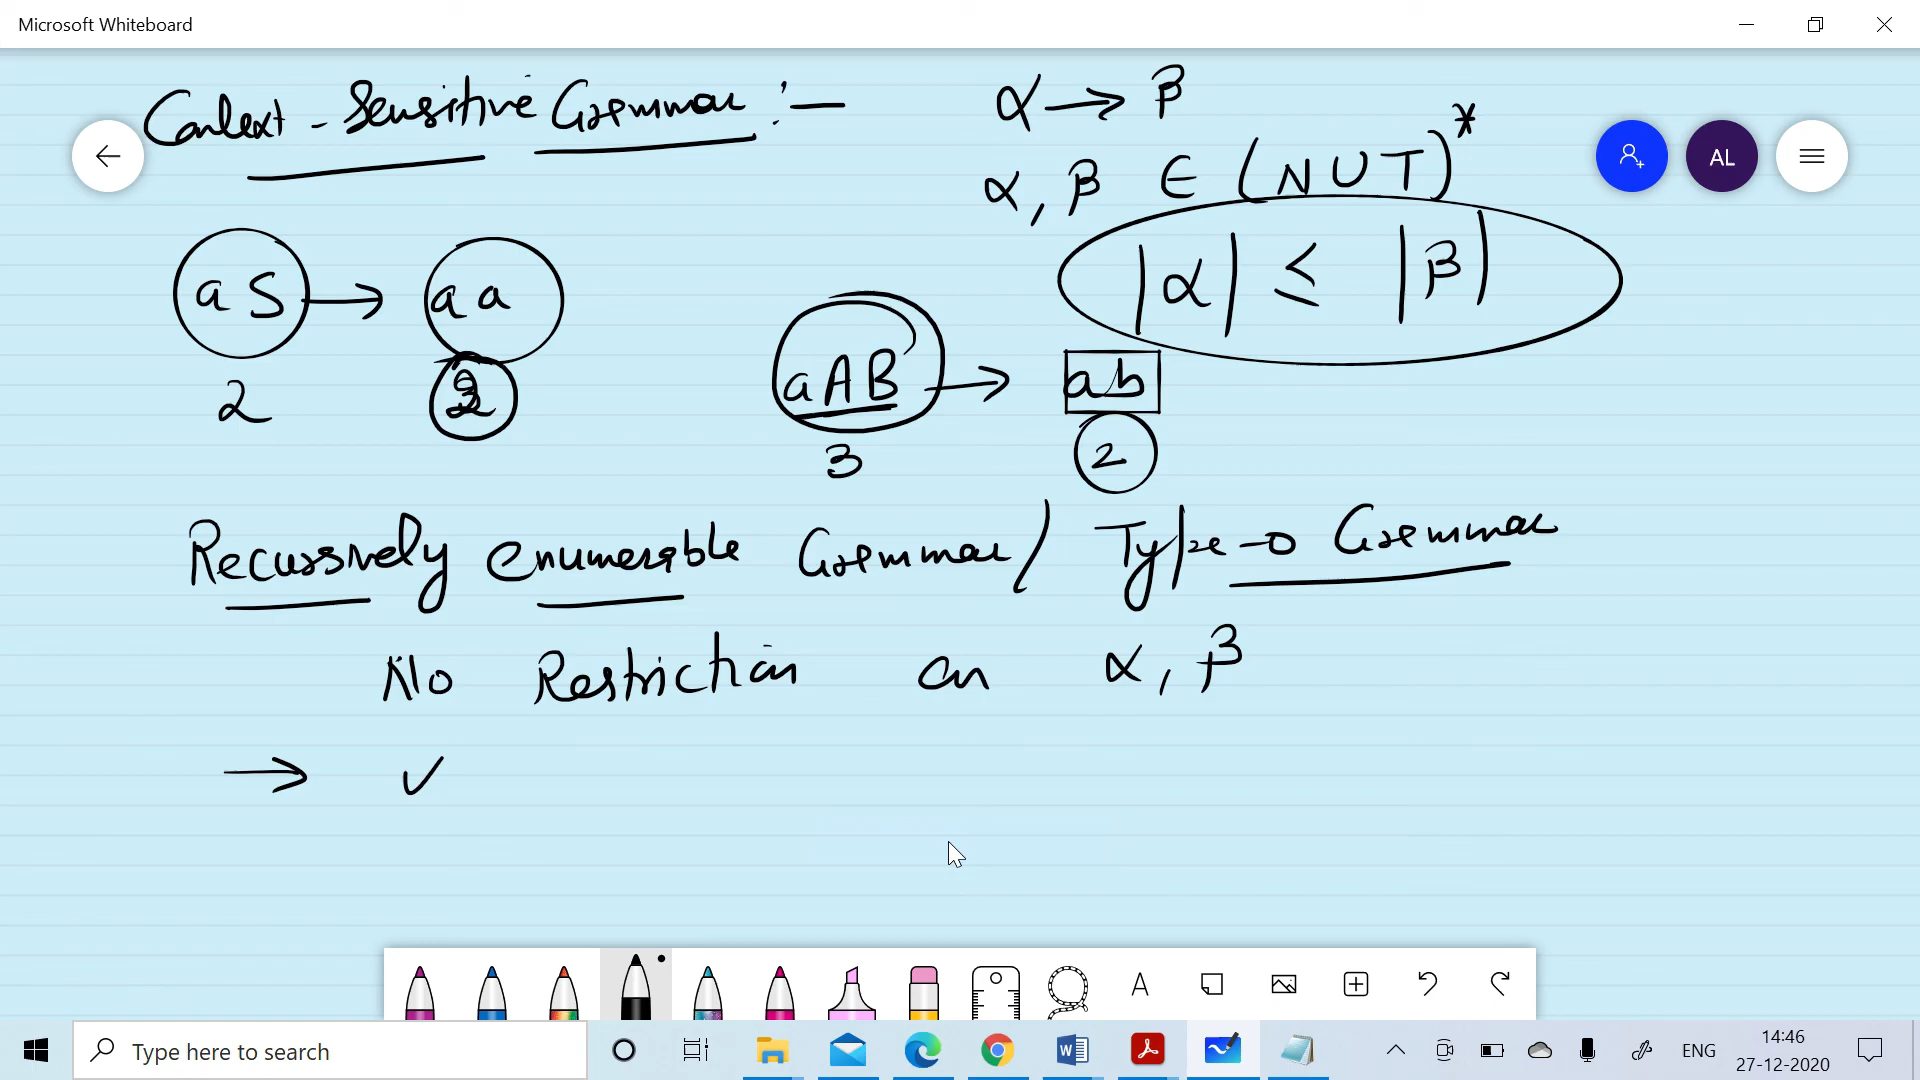 Microsoft Whiteboard
Context - Sensitive Grammar :-
α → β
α, β ∈ (N U T)*
|α| ≤ |β|
aS → aa
2
aAB → ab
3 2
Recursively enumerable Grammar / Type-0 Grammar
No Restriction on α, β
→ ✓
AL
A
Type here to search
ENG
14:46
27-12-2020